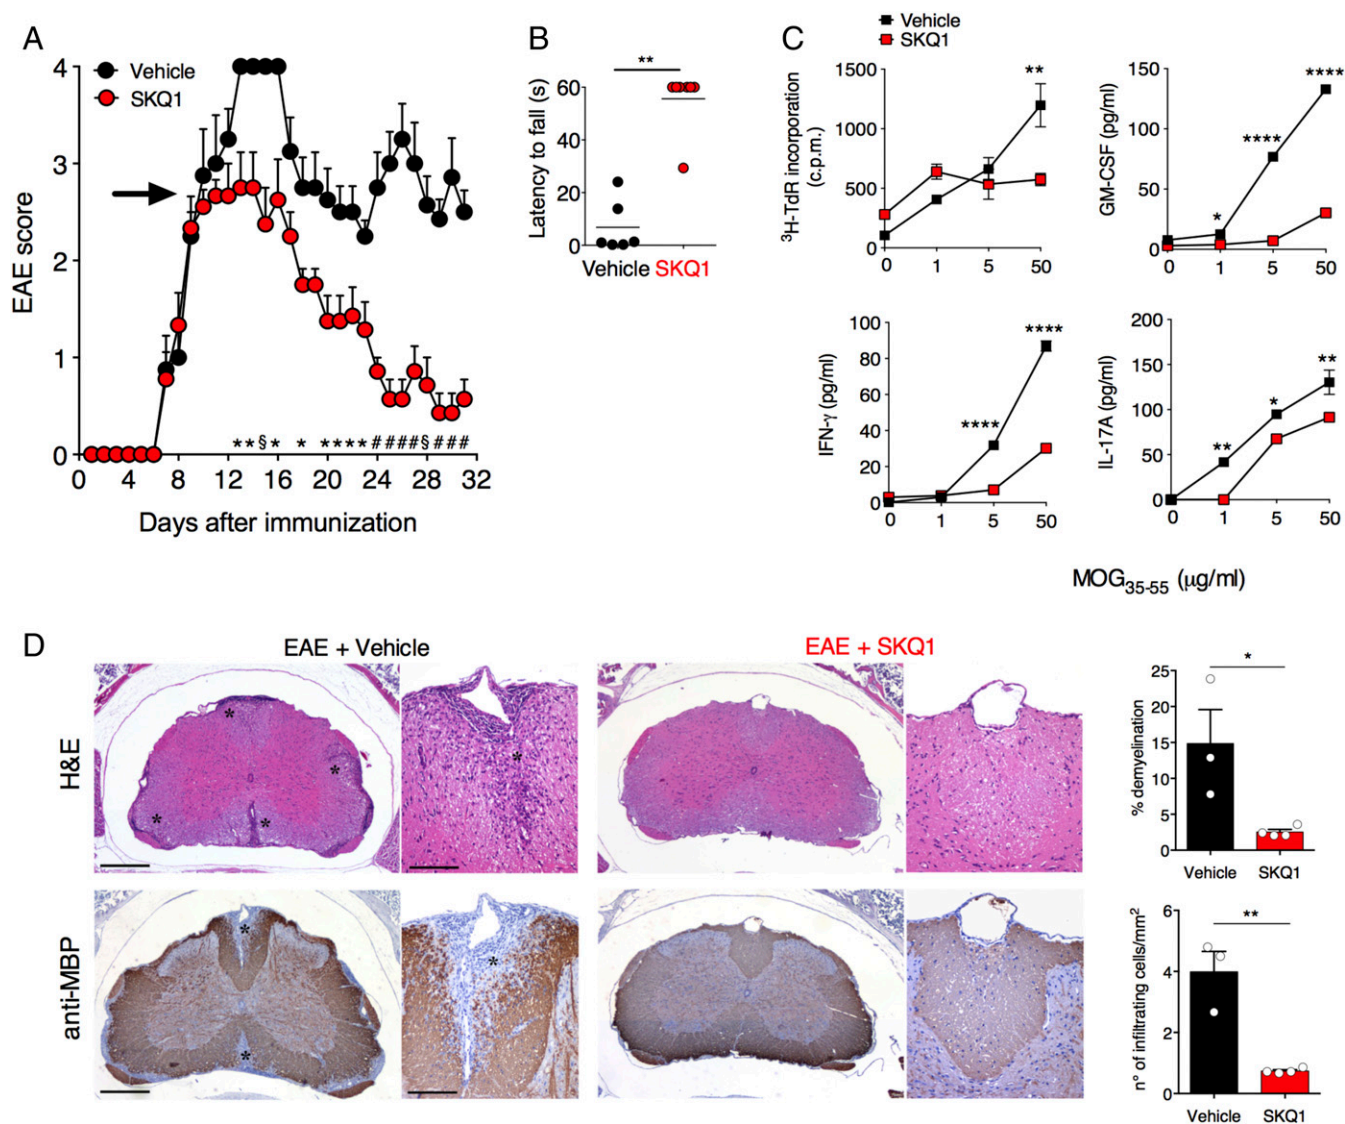 A
Vehicle
SKQ1
EAE score
4
3
2
1
0
**§* * **** ####§###
0 4 8 12 16 20 24 28 32
Days after immunization
B
**
Latency to fall (s)
60
40
20
0
Vehicle SKQ1
C
Vehicle
SKQ1
³H-TdR incorporation
(c.p.m.)
1500
1000
500
0
**
0 1 5 50
GM-CSF (pg/ml)
150
100
50
0
* **** ****
0 1 5 50
IFN-γ (pg/ml)
100
80
60
40
20
0
**** ****
0 1 5 50
IL-17A (pg/ml)
200
150
100
50
0
** * **
0 1 5 50
MOG35-55 (μg/ml)
D
EAE + Vehicle
EAE + SKQ1
H&E
* * * *
*
anti-MBP
* *
*
% demyelination
25
20
15
10
5
0
*
Vehicle SKQ1
n° of infiltrating cells/mm²
6
4
2
0
**
Vehicle SKQ1